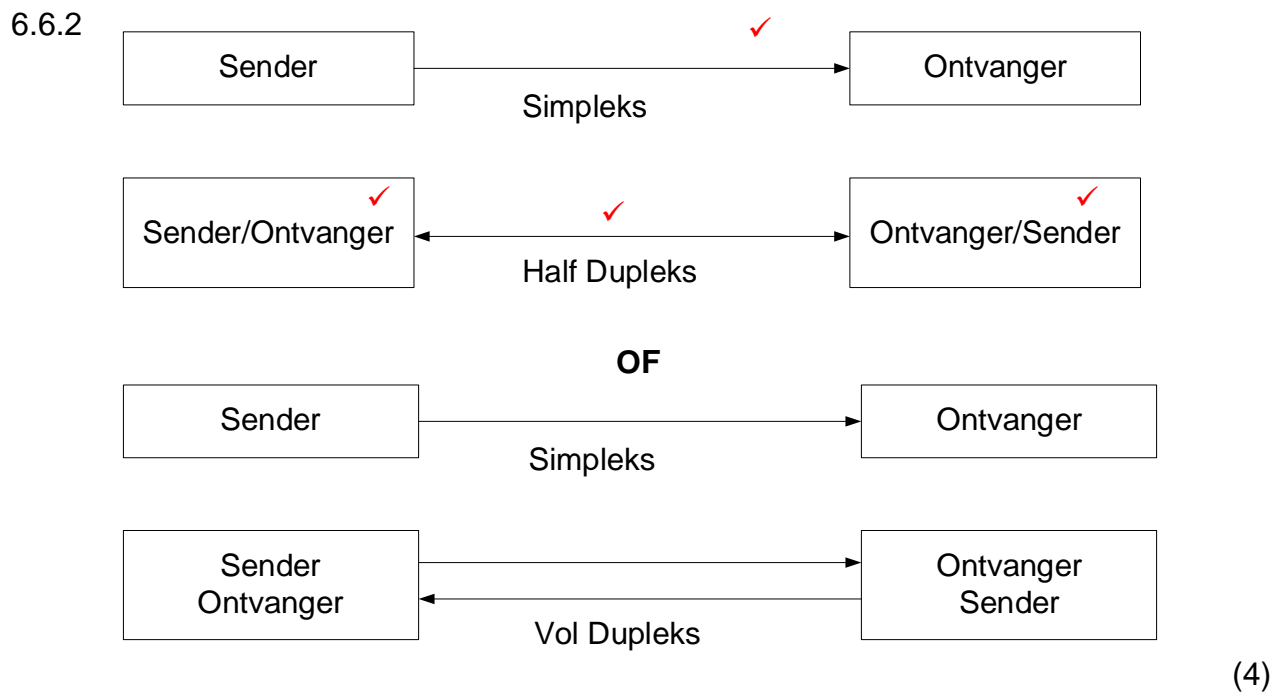 6.6.2
Sender
Ontvanger
Simpleks
Sender/Ontvanger
Ontvanger/Sender
Half Dupleks
OF
Sender
Ontvanger
Simpleks
Sender
Ontvanger
Ontvanger
Sender
Vol Dupleks
(4)